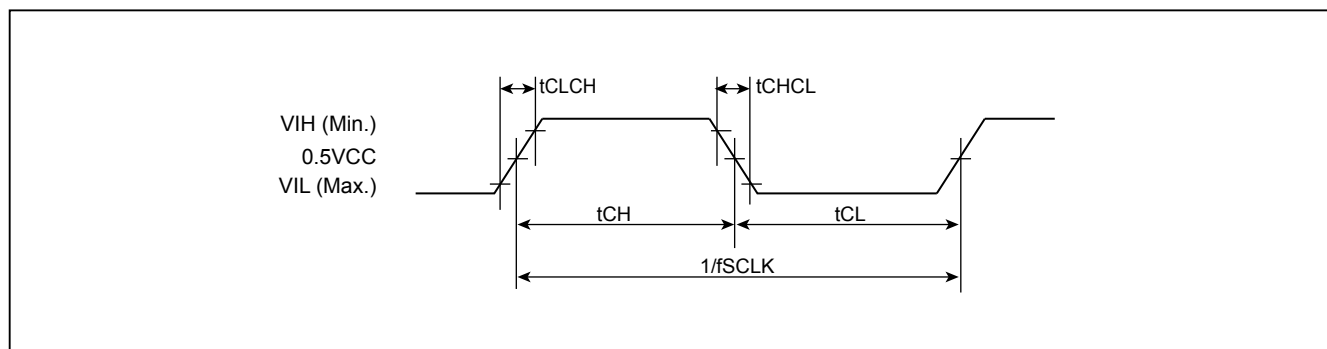 tCLCH
tCHCL
VIH (Min.)
0.5VCC
VIL (Max.)
tCH
tCL
1/fSCLK